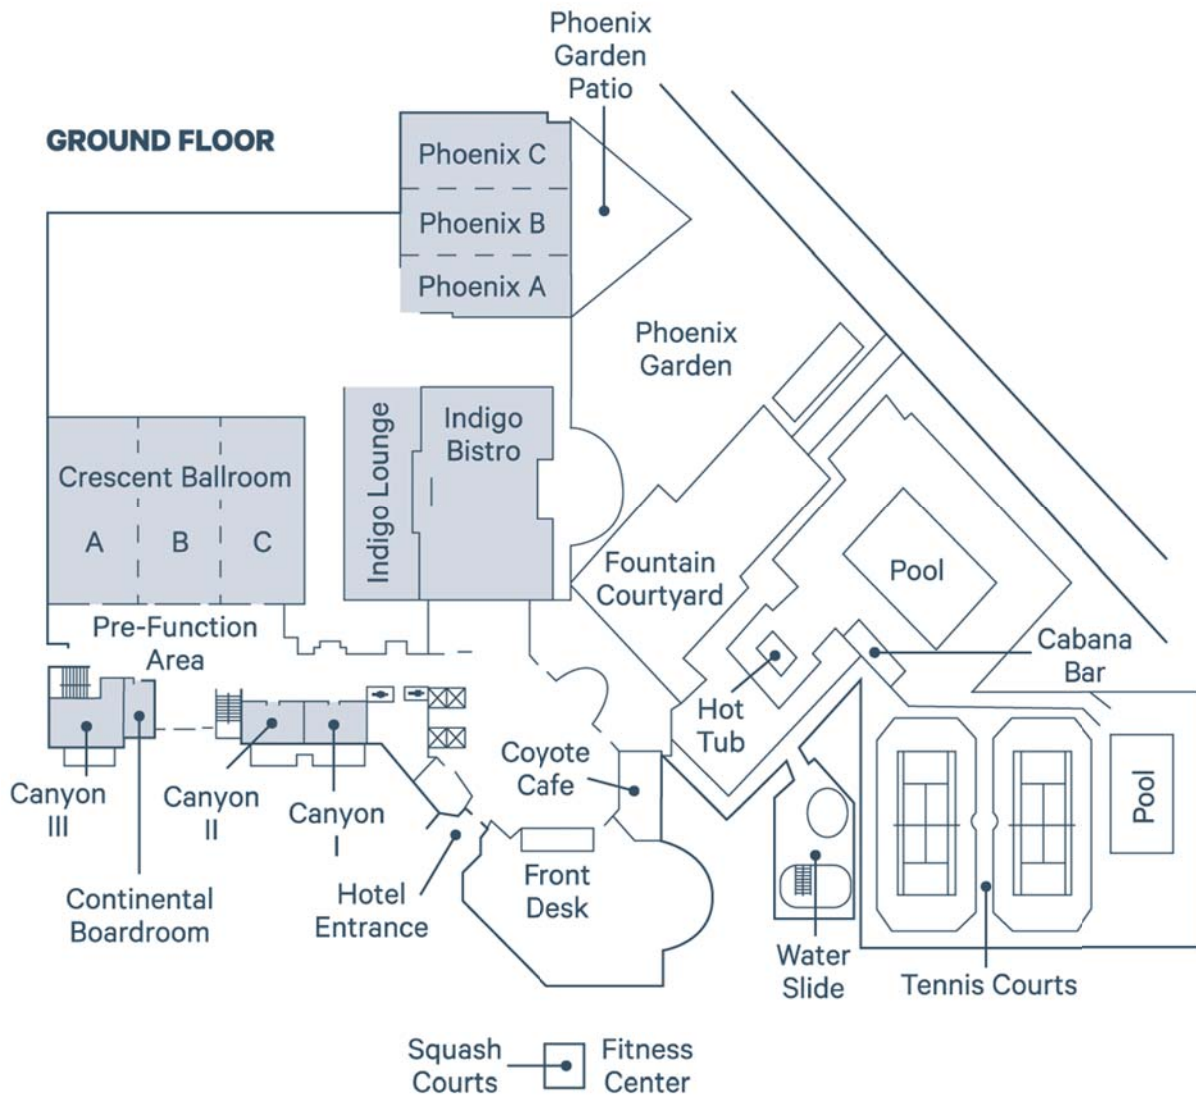 Phoenix
Garden
Patio
GROUND FLOOR
Phoenix C
Phoenix B
Phoenix A
Phoenix
Garden
Indigo Lounge
Indigo
Bistro
Crescent Ballroom
A B C
Fountain
Courtyard
Pool
Pre-Function
Area
Cabana
Bar
Hot
Tub
Coyote
Cafe
Canyon
III
Canyon
II
Canyon
I
Pool
Continental
Boardroom
Hotel
Entrance
Front
Desk
Water
Slide
Tennis Courts
Squash
Courts
Fitness
Center